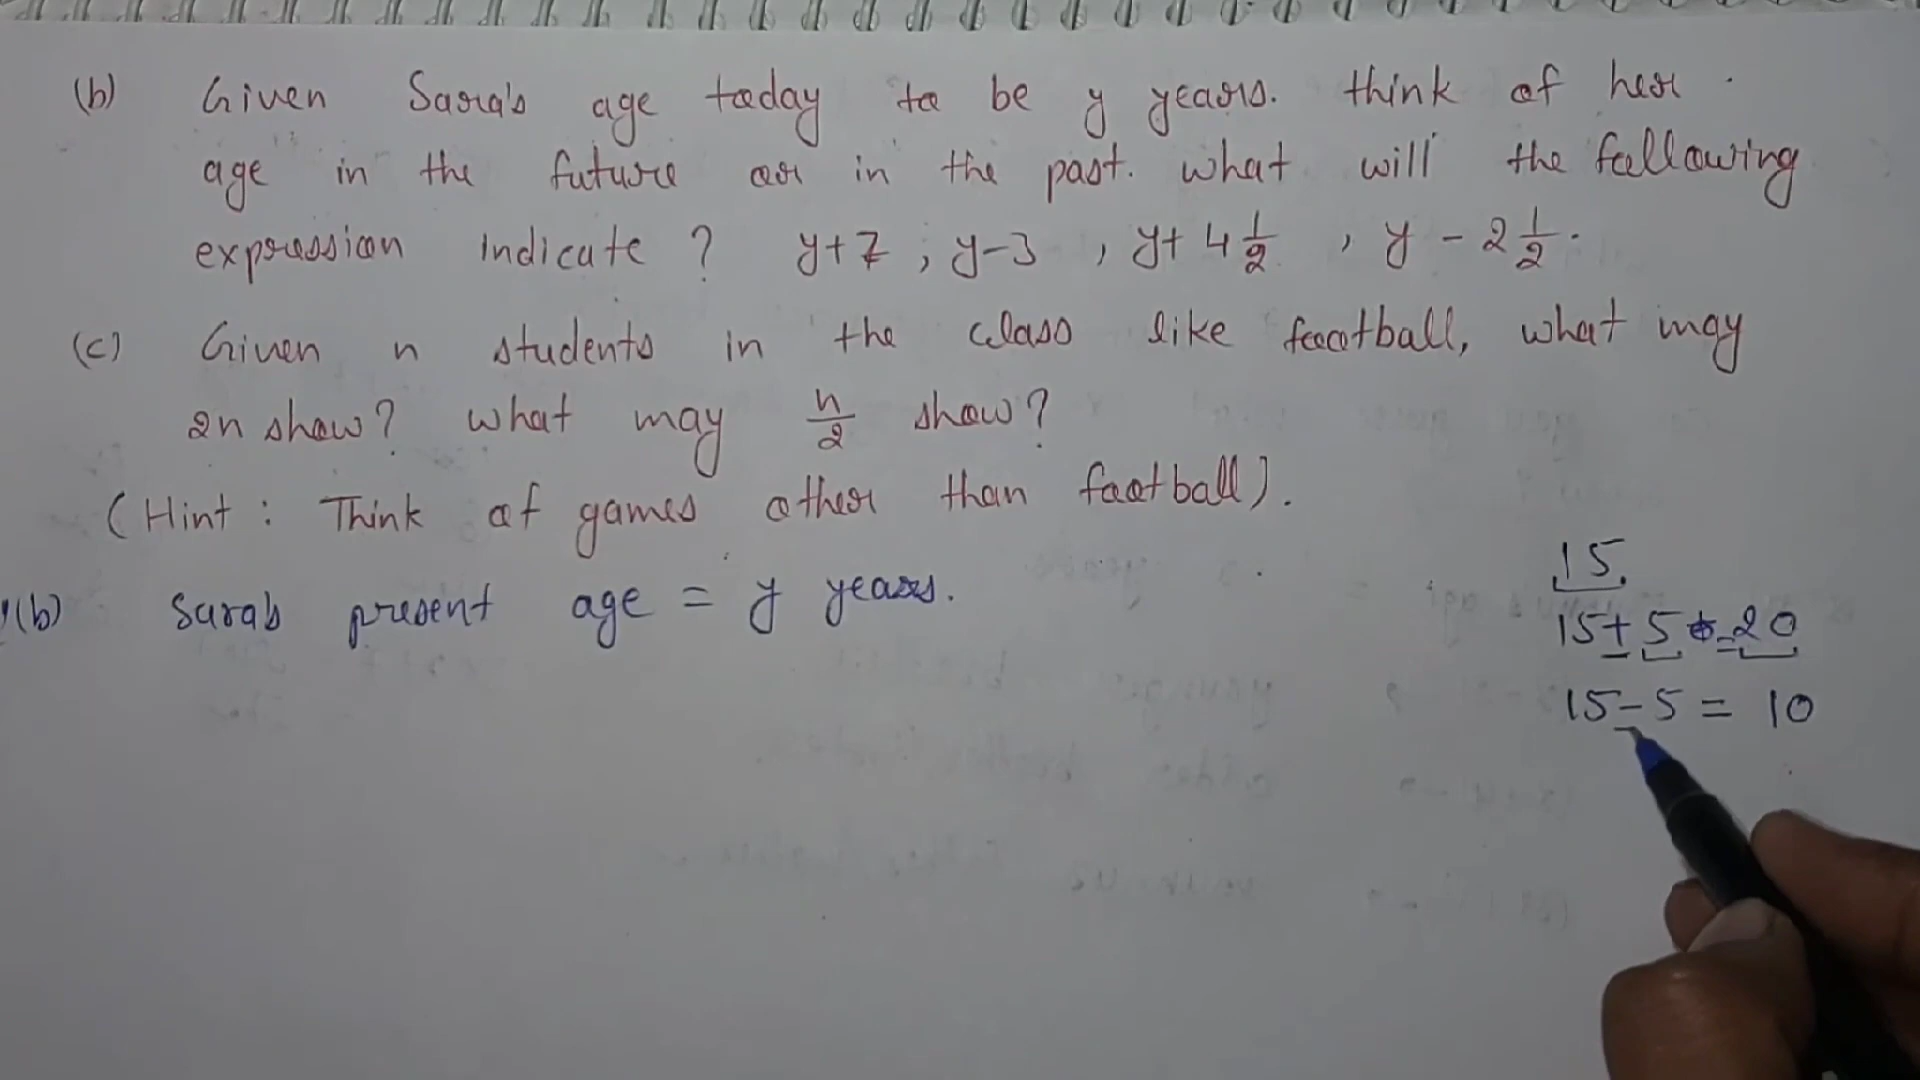 (b) Given Sara's age today to be y years. think of her
age in the future or in the past. what will the following
expression indicate ? y+7 ; y-3 , y+ 4 1/2 , y - 2 1/2 .
(c) Given n students in the class like football, what may
2n show? what may n/2 show?
(Hint : Think of games other than football).
(b) Saras present age = y years.
15.
15+5 = 20
15-5 = 10